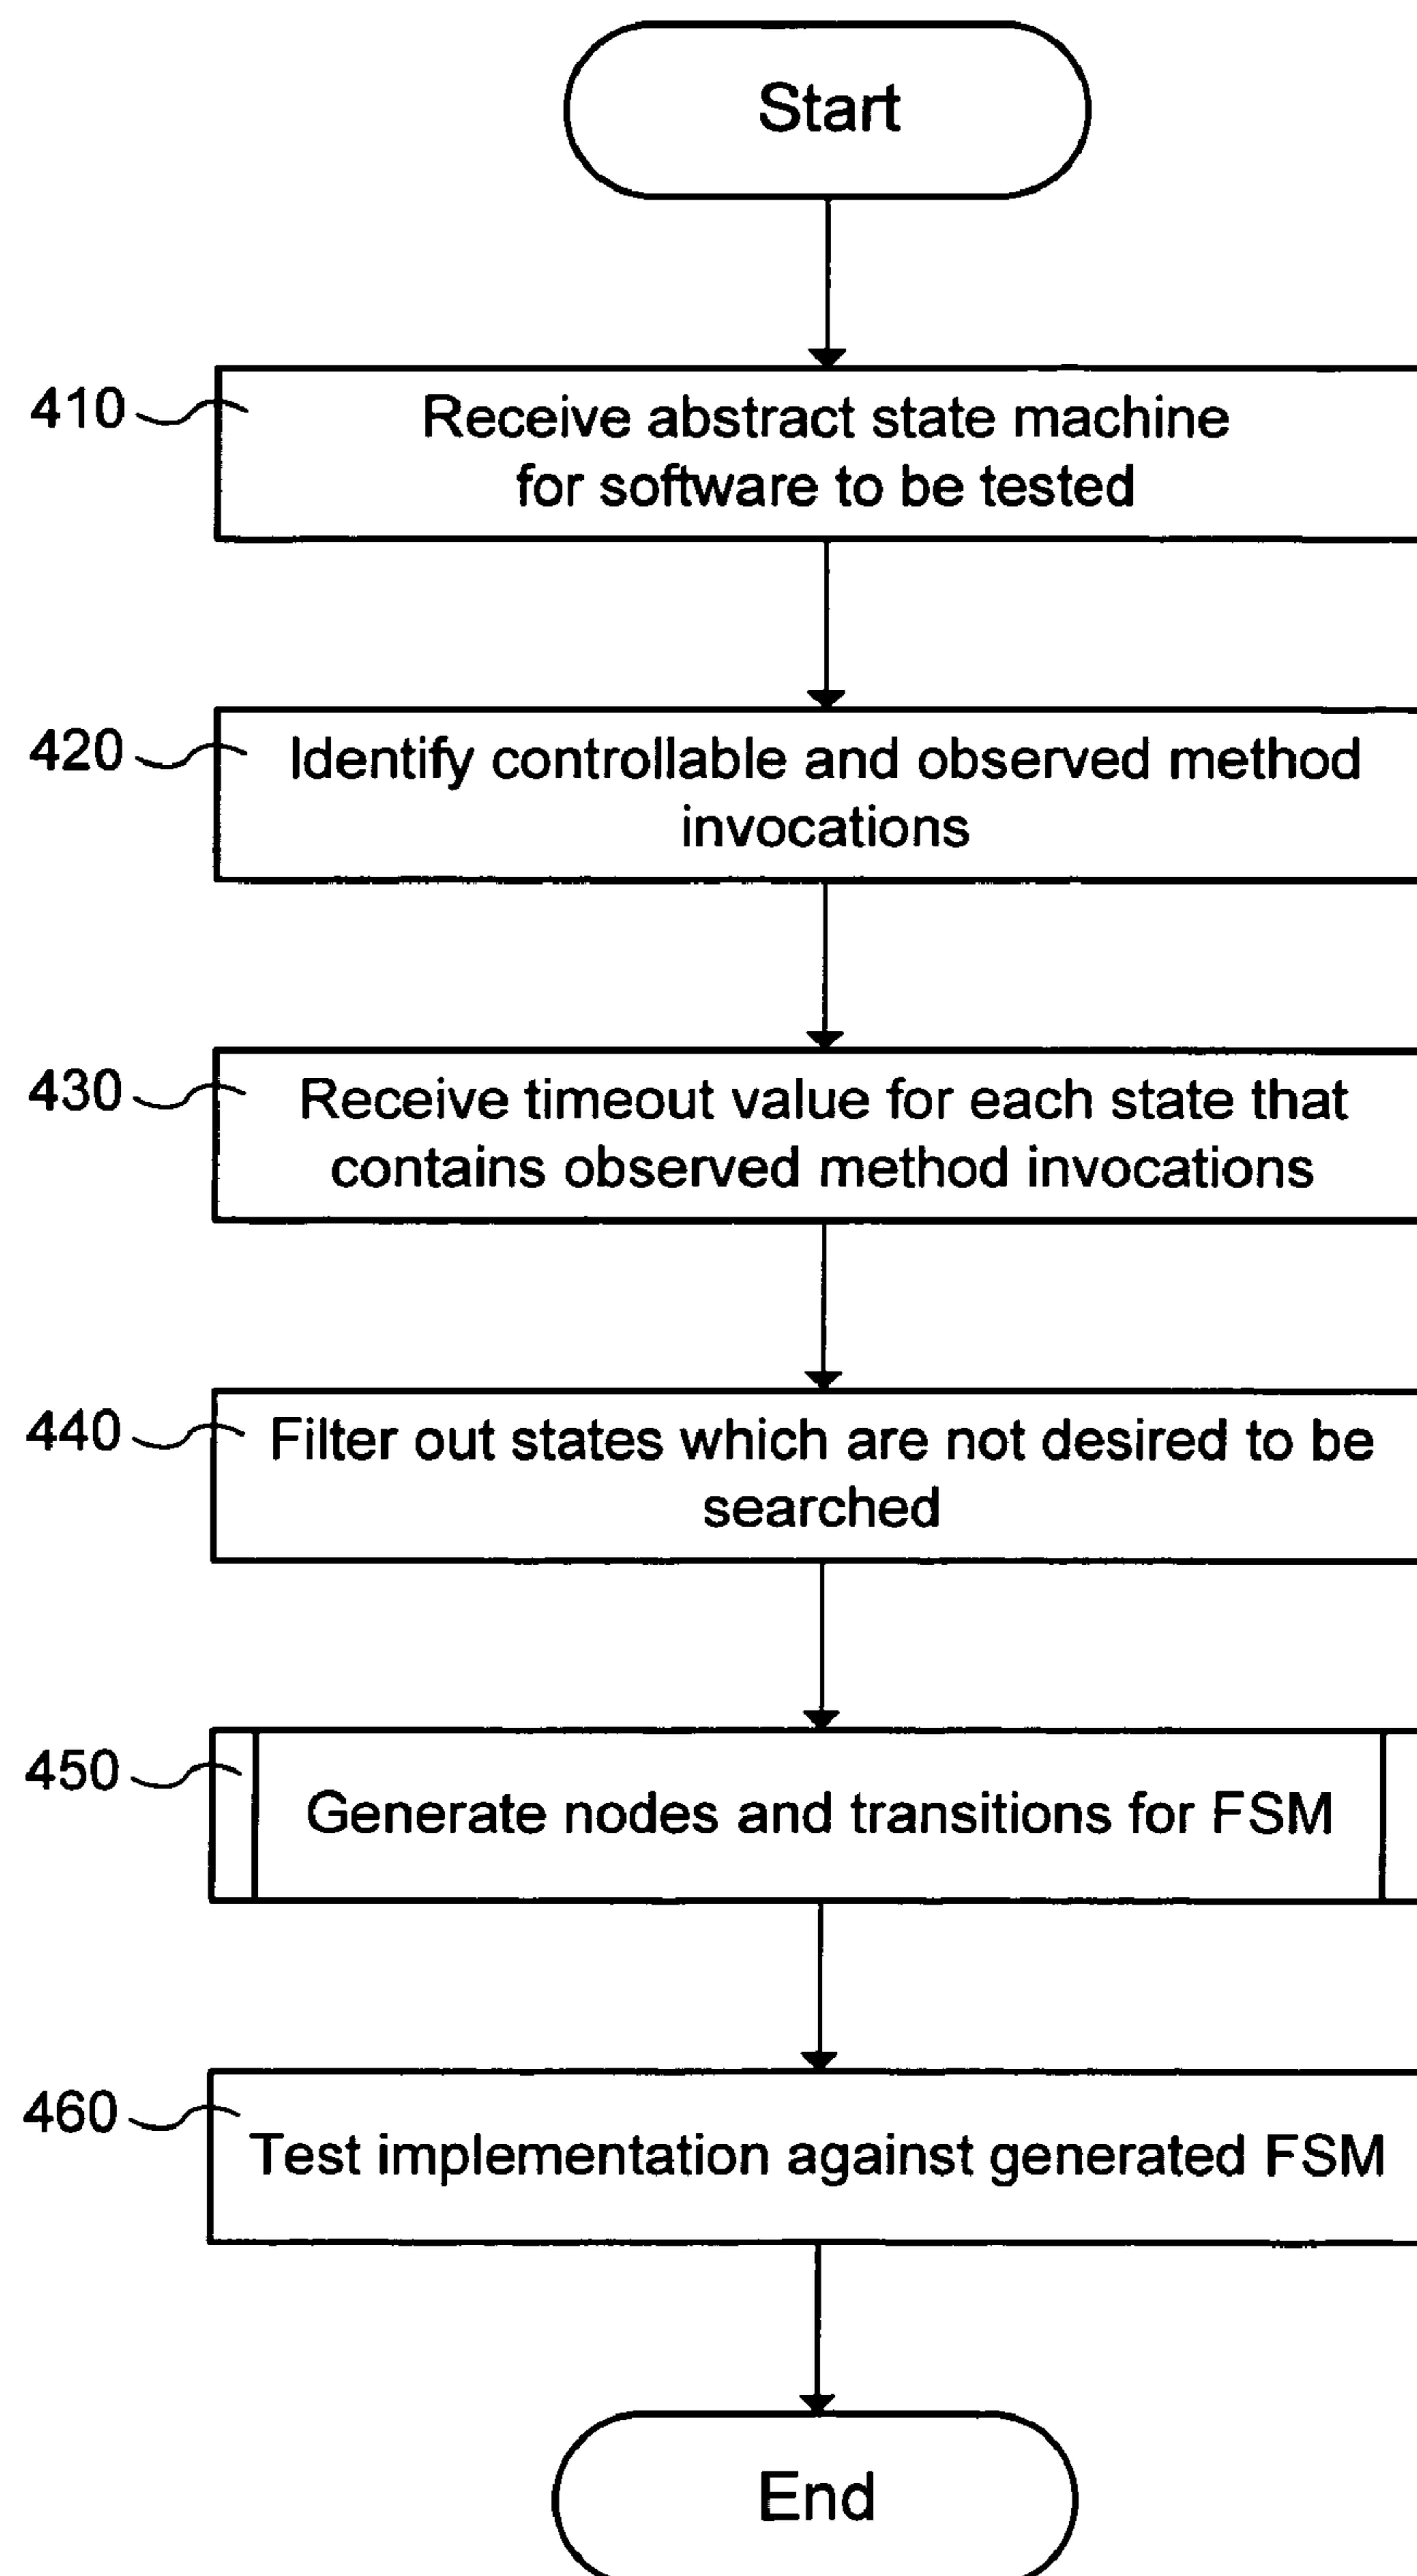 Start
410
Receive abstract state machine
for software to be tested
420
Identify controllable and observed method
invocations
430
Receive timeout value for each state that
contains observed method invocations
440
Filter out states which are not desired to be
searched
450
Generate nodes and transitions for FSM
460
Test implementation against generated FSM
End